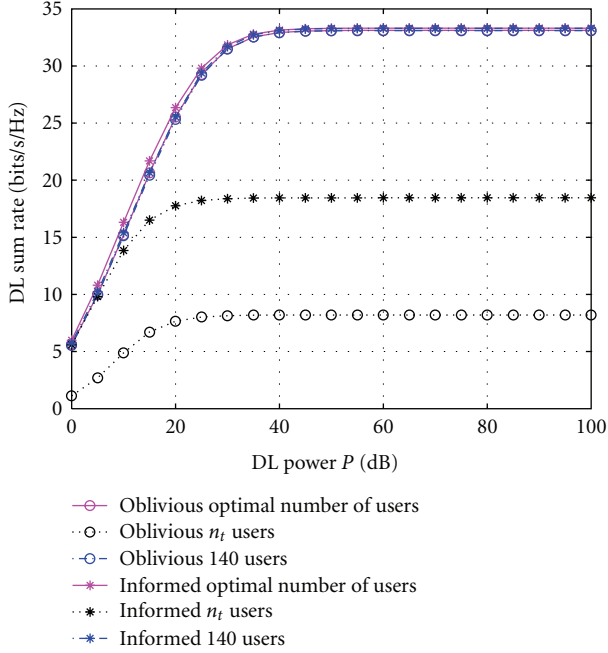 35
30
25
20
15
10
5
0
DL sum rate (bits/s/Hz)
0 20 40 60 80 100
DL power P (dB)
Oblivious optimal number of users
Oblivious n_t users
Oblivious 140 users
Informed optimal number of users
Informed n_t users
Informed 140 users